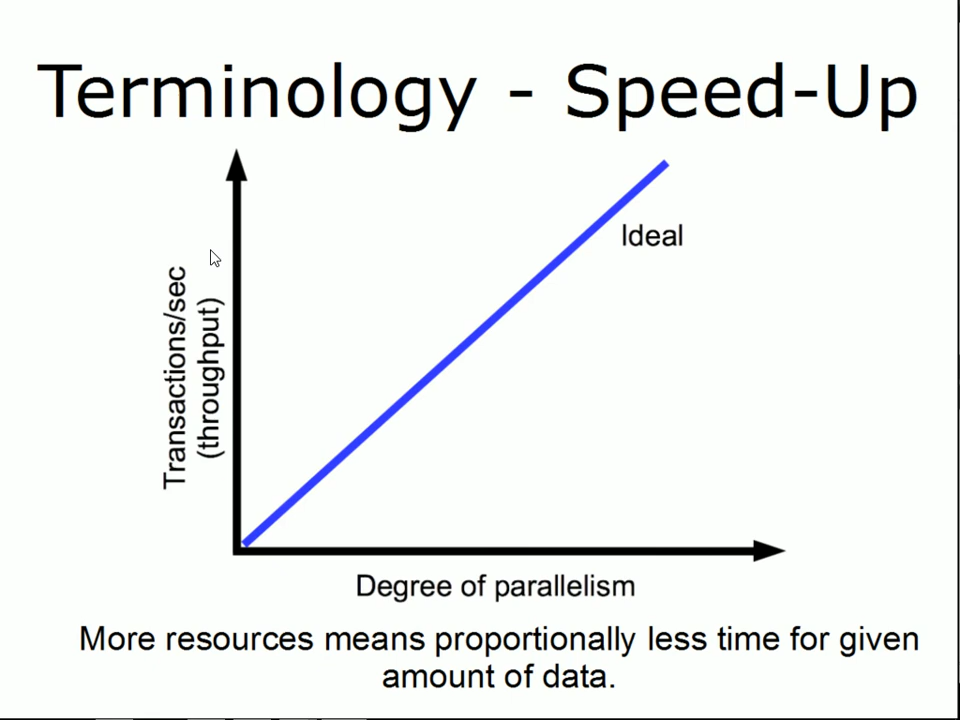 Terminology - Speed-Up
Ideal
Transactions/sec
(throughput)
Degree of parallelism
More resources means proportionally less time for given
amount of data.